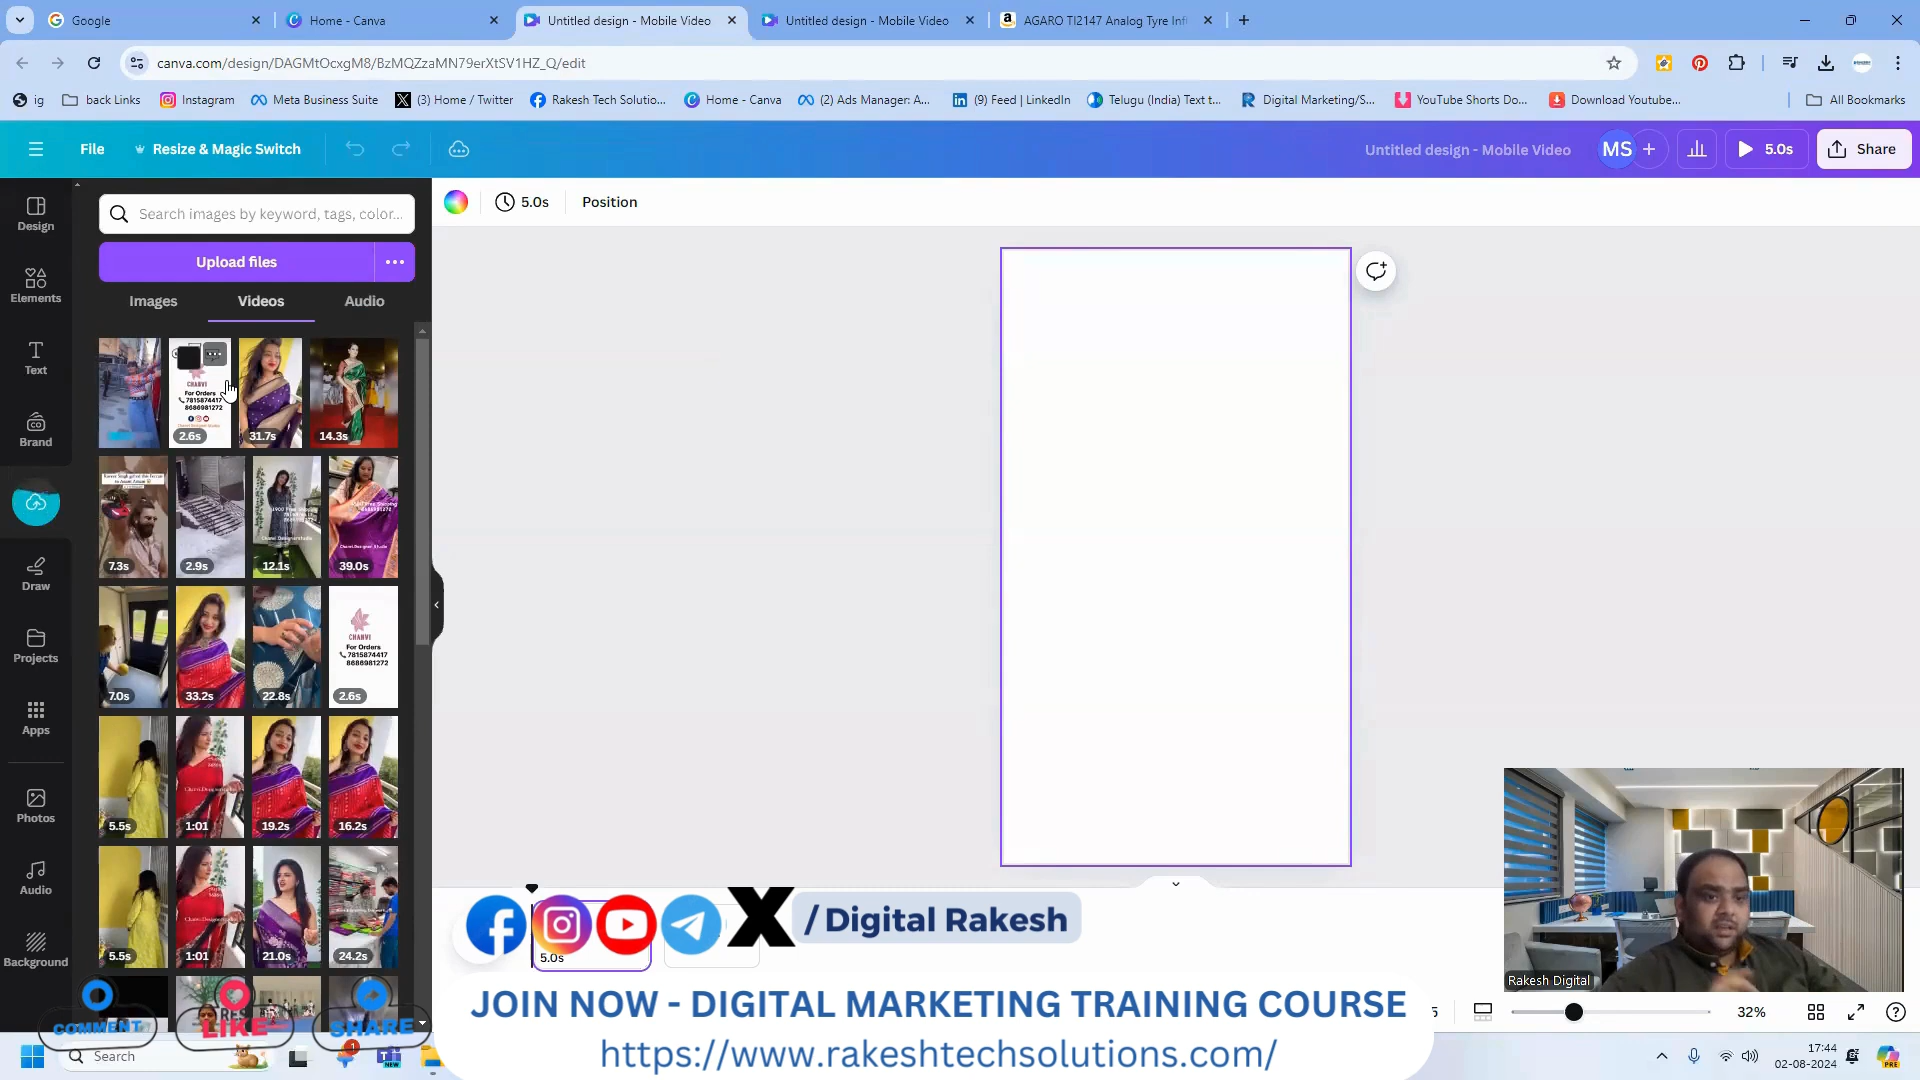 Google
Home - Canva
Untitled design - Mobile Video
Untitled design - Mobile Video
AGARO TI2147 Analog Tyre Infl
canva.com/design/DAGMtOcxgM8/BzMQZzaMN79erXtSV1HZ_Q/edit
ig
back Links
Instagram
Meta Business Suite
(3) Home / Twitter
Rakesh Tech Solutio...
Home - Canva
(2) Ads Manager: A...
(9) Feed | LinkedIn
Telugu (India) Text t...
Digital Marketing/S...
YouTube Shorts Do...
Download Youtube...
All Bookmarks
File
Resize & Magic Switch
Untitled design - Mobile Video
MS
5.0s
Share
5.0s
Position
Design
Elements
Text
Brand
Draw
Projects
Apps
Photos
Audio
Background
Search images by keyword, tags, color...
Upload files
Images
Videos
Audio
CHANVI
For Orders
7815874417
8686981272
2.6s
31.7s
14.3s
7.3s
2.9s
12.1s
39.0s
CHANVI
For Orders
7815874417
8686981272
7.0s
33.2s
22.8s
2.6s
5.5s
1:01
19.2s
16.2s
5.5s
1:01
21.0s
24.2s
COMMENT
LIKE
SHARE
/ Digital Rakesh
5.0s
Rakesh Digital
JOIN NOW - DIGITAL MARKETING TRAINING COURSE
https://www.rakeshtechsolutions.com/
32%
Search
17:44
02-08-2024